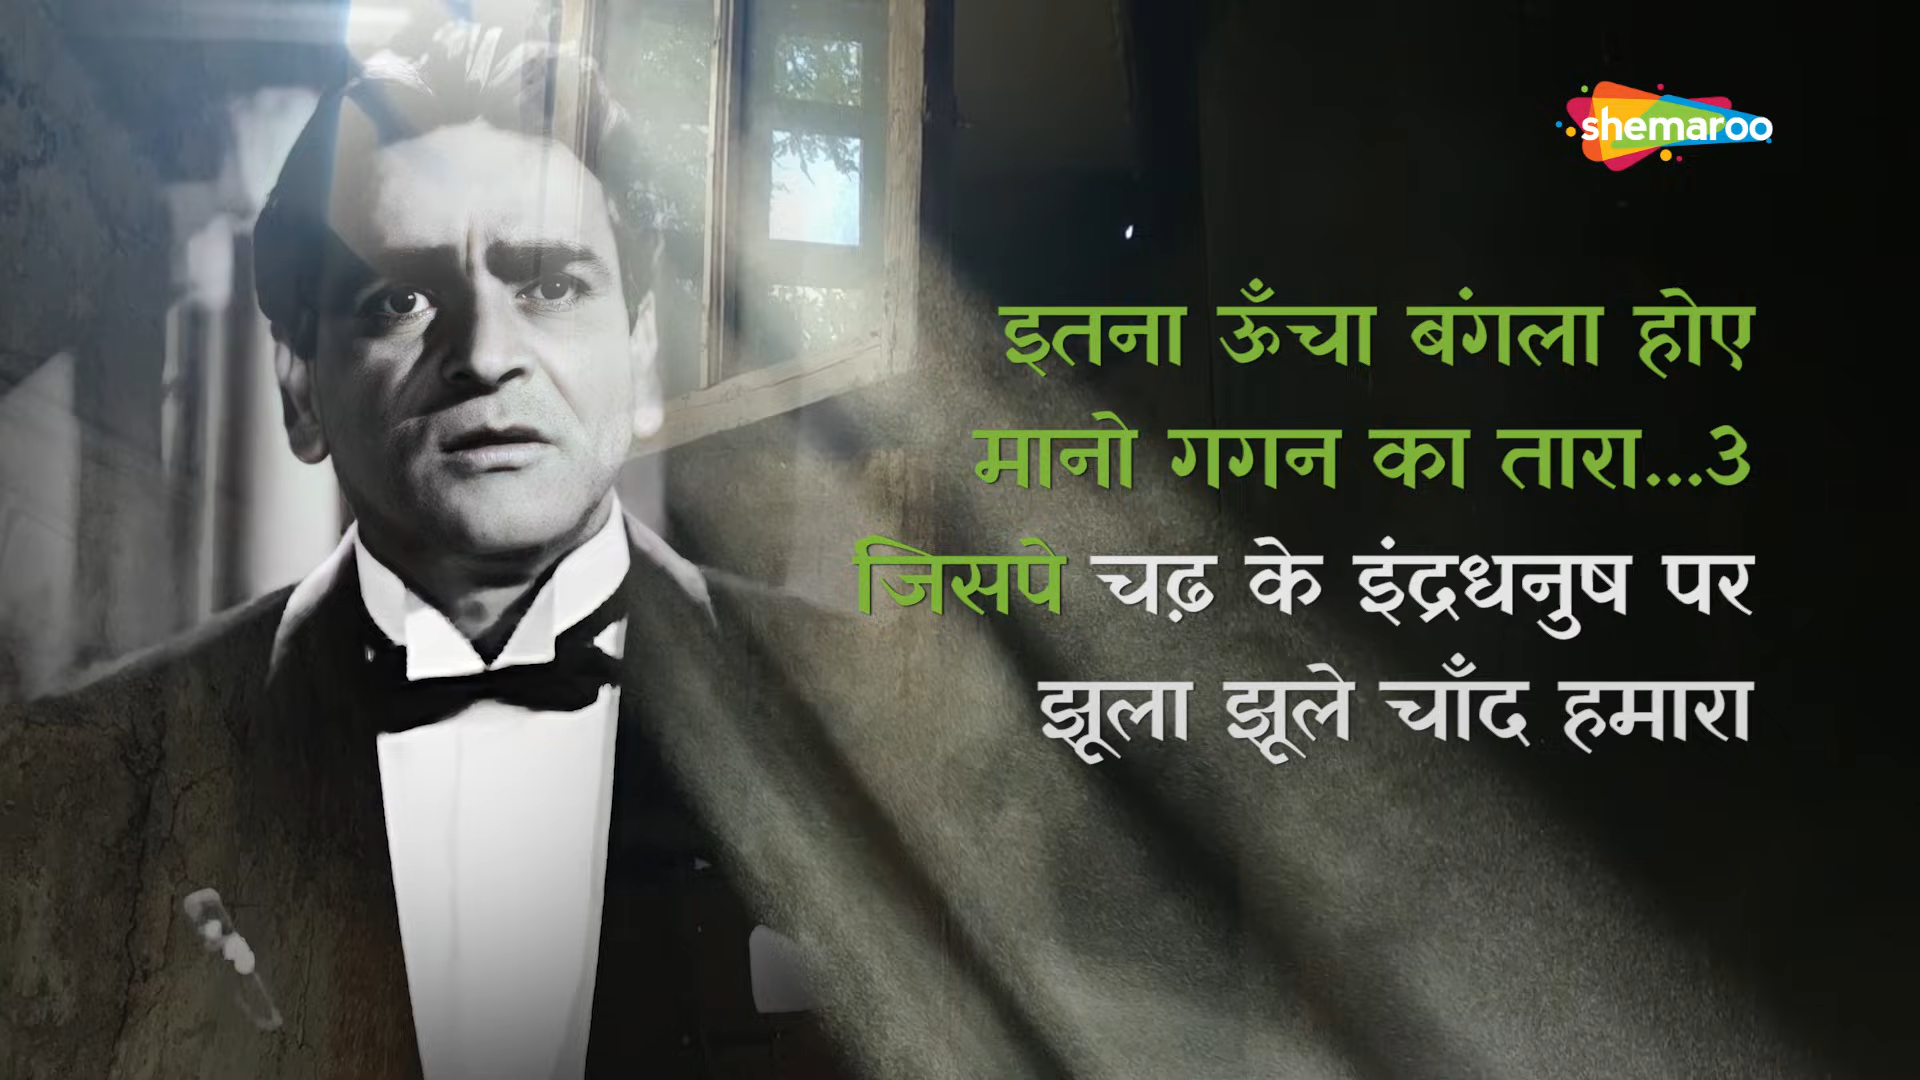 shemaroo
इतना ऊँचा बंगला होए
मानो गगन का तारा...3
जिसपे चढ़ के इंद्रधनुष पर
झूला झूले चाँद हमारा